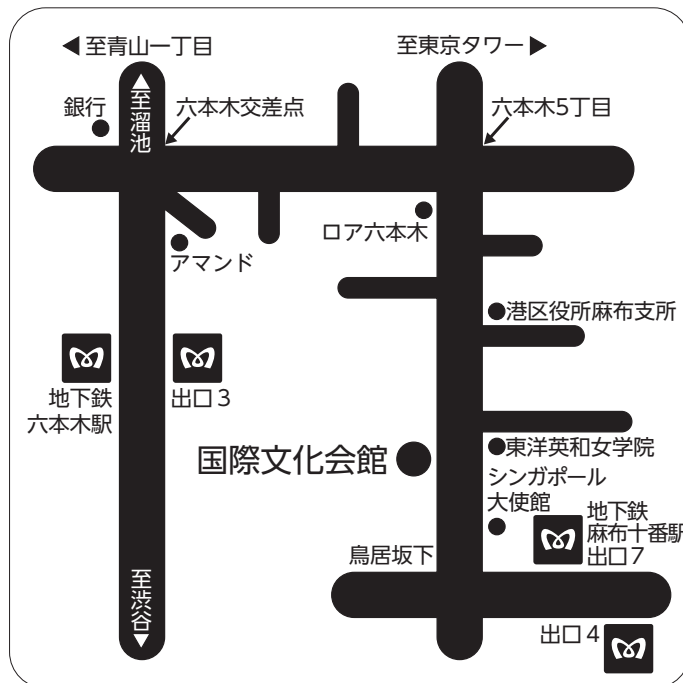 ◀至青山一丁目
至東京タワー▶
銀行
▲至溜池
六本木交差点
六本木5丁目
ロア六本木
アマンド
港区役所麻布支所
地下鉄
六本木駅
出口3
国際文化会館
東洋英和女学院
シンガポール
大使館
地下鉄
麻布十番駅
出口7
鳥居坂下
至渋谷▼
出口4